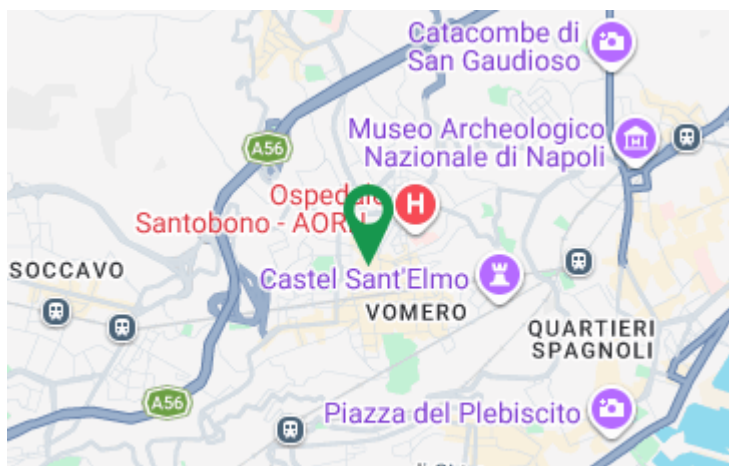 Catacombe di
San Gaudioso
A56
Museo Archeologico
Nazionale di Napoli
Ospedale
Santobono -
H
SOCCAVO
Castel Sant'Elmo
VOMERO
QUARTIERI
SPAGNOLI
A56
Piazza del Plebiscito